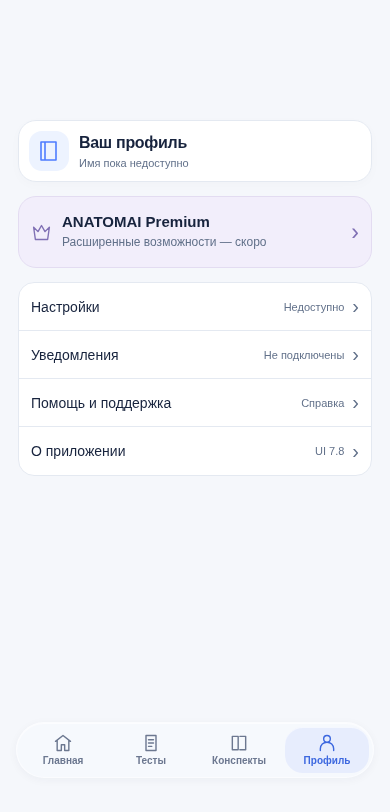 Ваш профиль
Имя пока недоступно
ANATOMAI Premium
Расширенные возможности — скоро
Настройки Недоступно
Уведомления Не подключены
Помощь и поддержка Справка
О приложении UI 7.8
Главная Тесты Конспекты Профиль